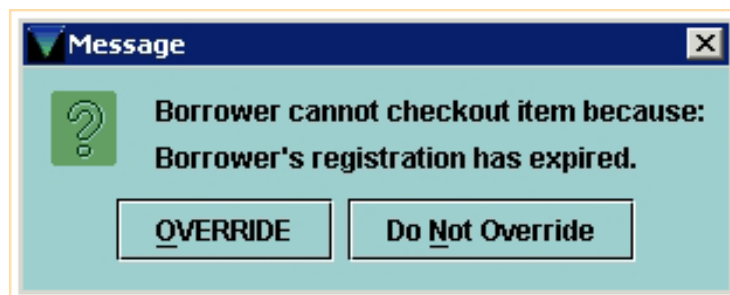 Message
Borrower cannot checkout item because:
Borrower's registration has expired.
OVERRIDE
Do Not Override